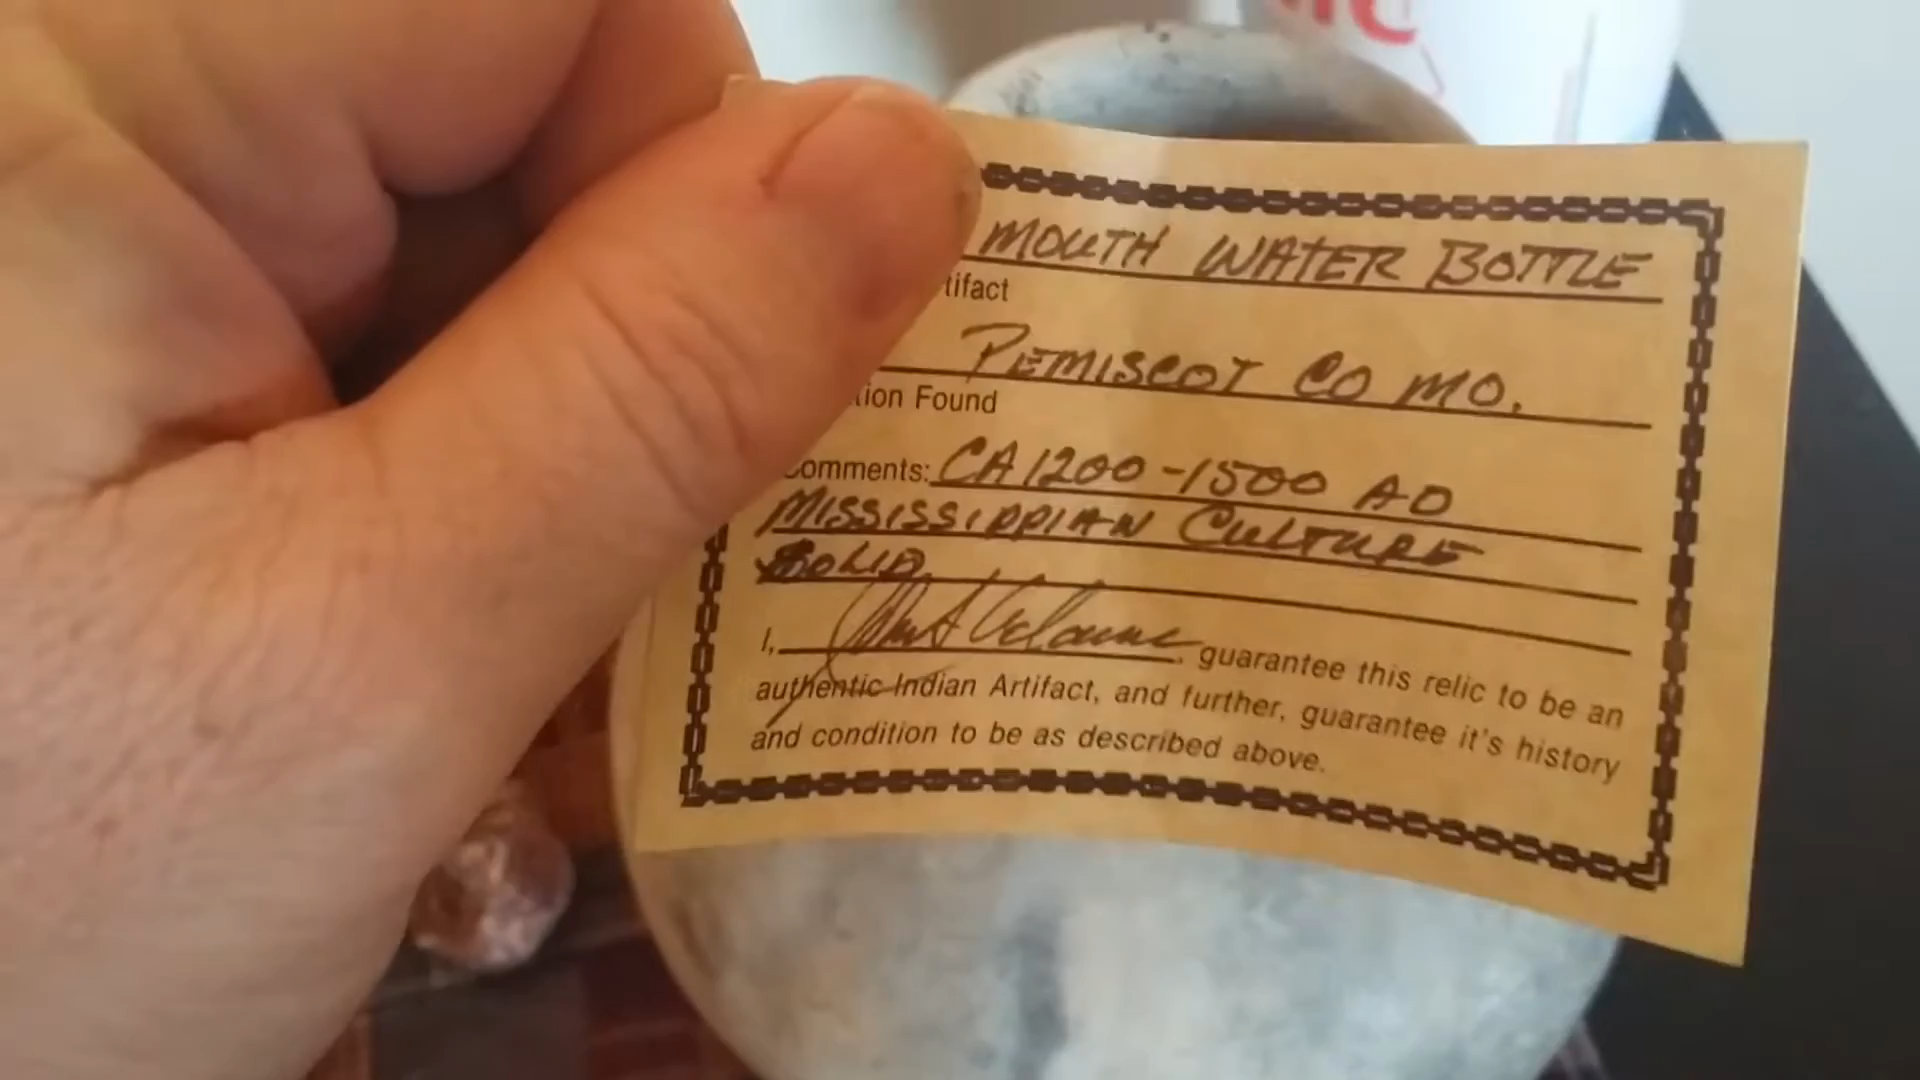 MOUTH WATER BOTTLE
tifact
PEMISCOT CO MO.
tion Found
Comments: CA 1200-1500 AD
MISSISSIPPIAN CULTURE
SOLID
I, guarantee this relic to be an
authentic Indian Artifact, and further, guarantee it's history
and condition to be as described above.